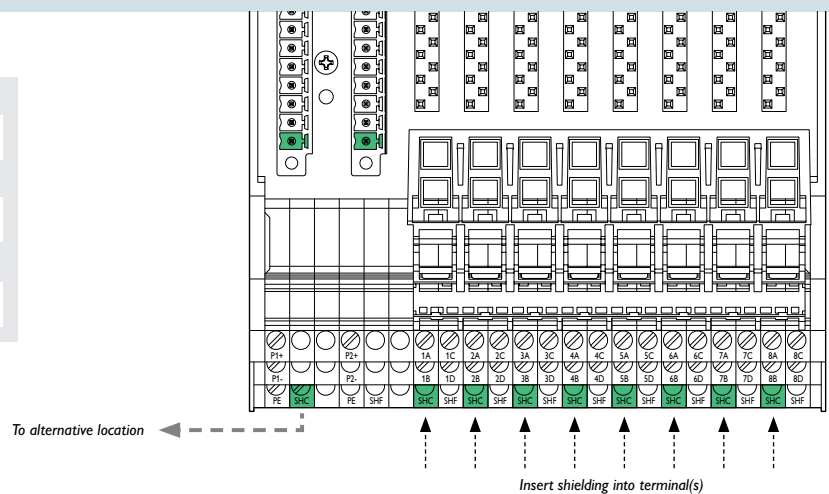 P1+ P2+ 1A 1C 2A 2C 3A 3C 4A 4C 5A 5C 6A 6C 7A 7C 8A 8C
P1- P2- 1B 1D 2B 2D 3B 3D 4B 4D 5B 5D 6B 6D 7B 7D 8B 8D
PE SHC PE SHF SHC SHF SHC SHF SHC SHF SHC SHF SHC SHF SHC SHF SHC SHF SHC SHF
To alternative location
Insert shielding into terminal(s)